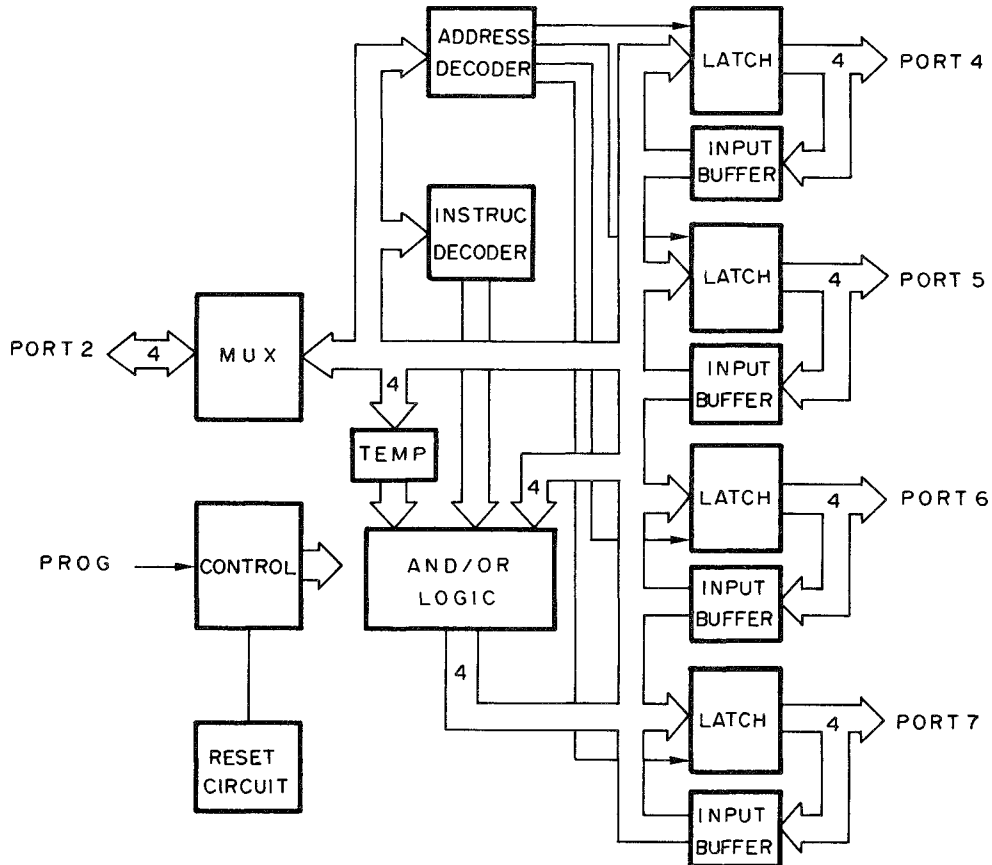 ADDRESS
DECODER
LATCH
4
PORT 4
INPUT
BUFFER
INSTRUC
DECODER
LATCH
4
PORT 5
PORT 2
4
MUX
INPUT
BUFFER
4
TEMP
4
LATCH
4
PORT 6
PROG
CONTROL
AND/OR
LOGIC
INPUT
BUFFER
4
LATCH
4
PORT 7
RESET
CIRCUIT
INPUT
BUFFER